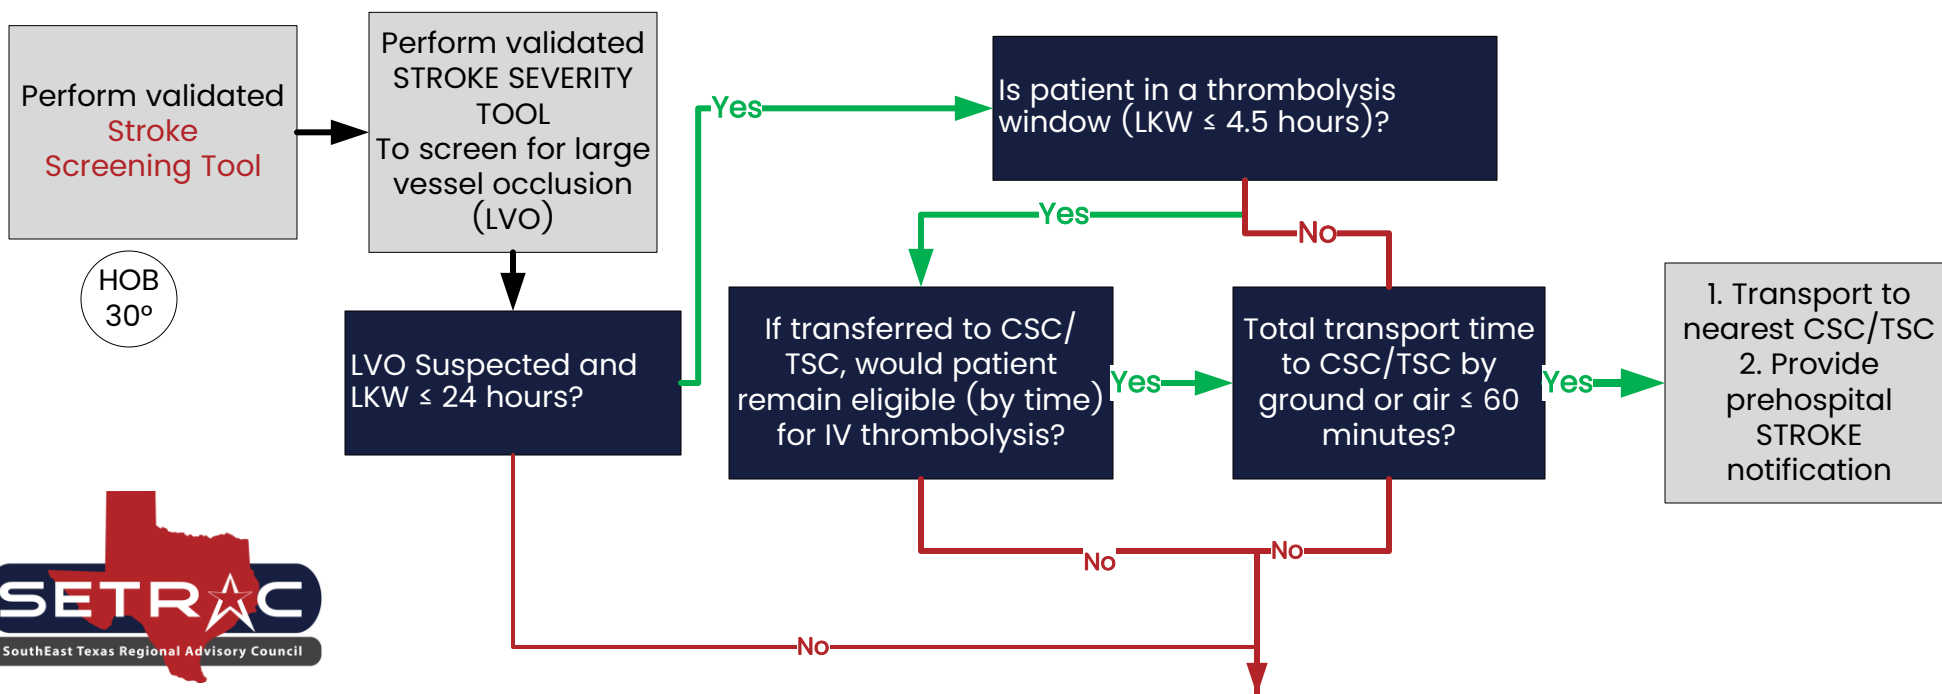 Perform validated
Stroke
Screening Tool
HOB
30º
Perform validated
STROKE SEVERITY
TOOL
To screen for large
vessel occlusion
(LVO)
LVO Suspected and
LKW ≤ 24 hours?
Yes
Is patient in a thrombolysis
window (LKW ≤ 4.5 hours)?
Yes
No
If transferred to CSC/
TSC, would patient
remain eligible (by time)
for IV thrombolysis?
Yes
Total transport time
to CSC/TSC by
ground or air ≤ 60
minutes?
Yes
1. Transport to
nearest CSC/TSC
2. Provide
prehospital
STROKE
notification
No
No
No
SETRAC
SouthEast Texas Regional Advisory Council